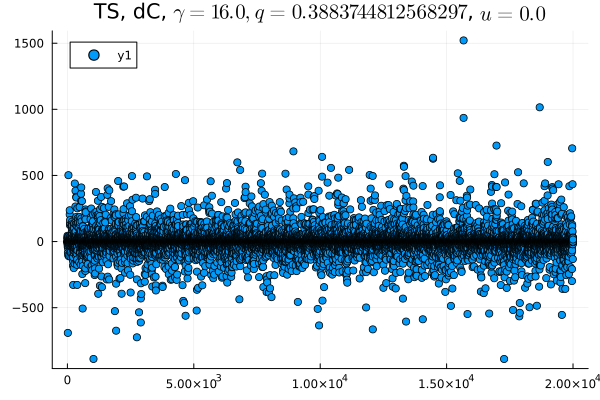 TS, dC, γ = 16.0, q = 0.3883744812568297, u = 0.0
y1
1500
1000
500
0
−500
0 5.00×10³ 1.00×10⁴ 1.50×10⁴ 2.00×10⁴